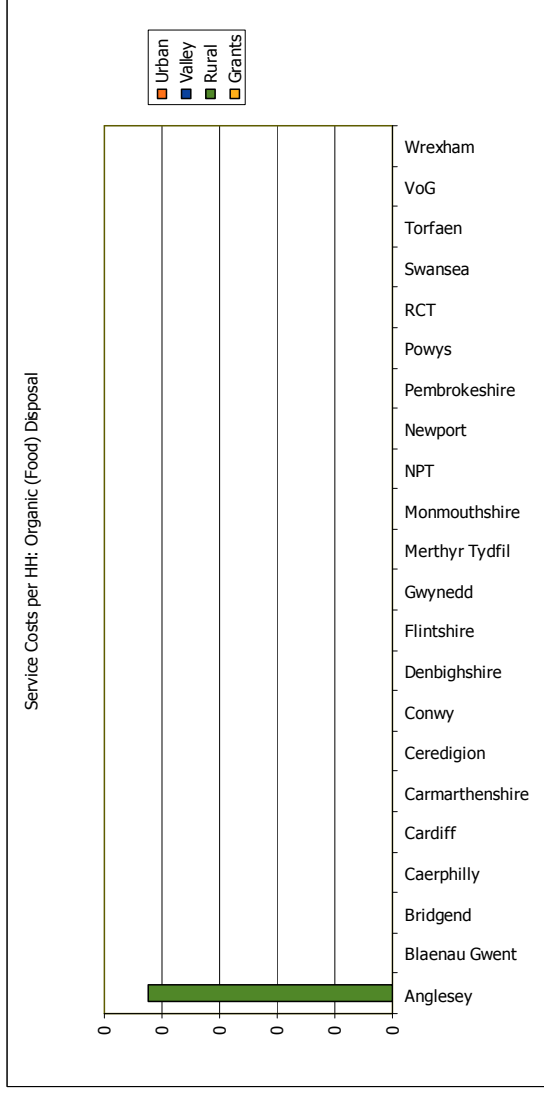 Service Costs per HH: Organic (Food) Disposal
0
0
0
0
0
0
Anglesey
Blaenau Gwent
Bridgend
Caerphilly
Cardiff
Carmarthenshire
Ceredigion
Conwy
Denbighshire
Flintshire
Gwynedd
Merthyr Tydfil
Monmouthshire
NPT
Newport
Pembrokeshire
Powys
RCT
Swansea
Torfaen
VoG
Wrexham
Urban
Valley
Rural
Grants